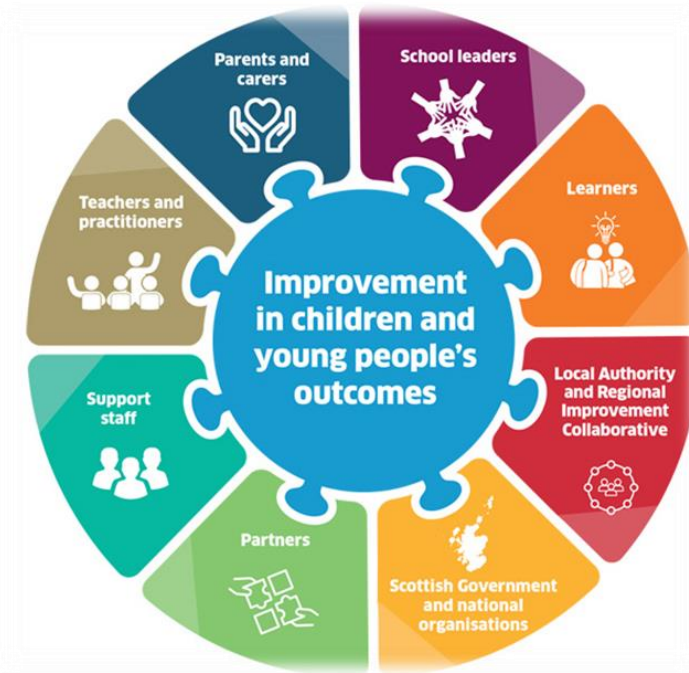 Parents and
carers
School leaders
Teachers and
practitioners
Learners
Improvement
in children and
young people's
outcomes
Local Authority
and Regional
Improvement
Collaborative
Support
staff
Partners
Scottish Government
and national
organisations